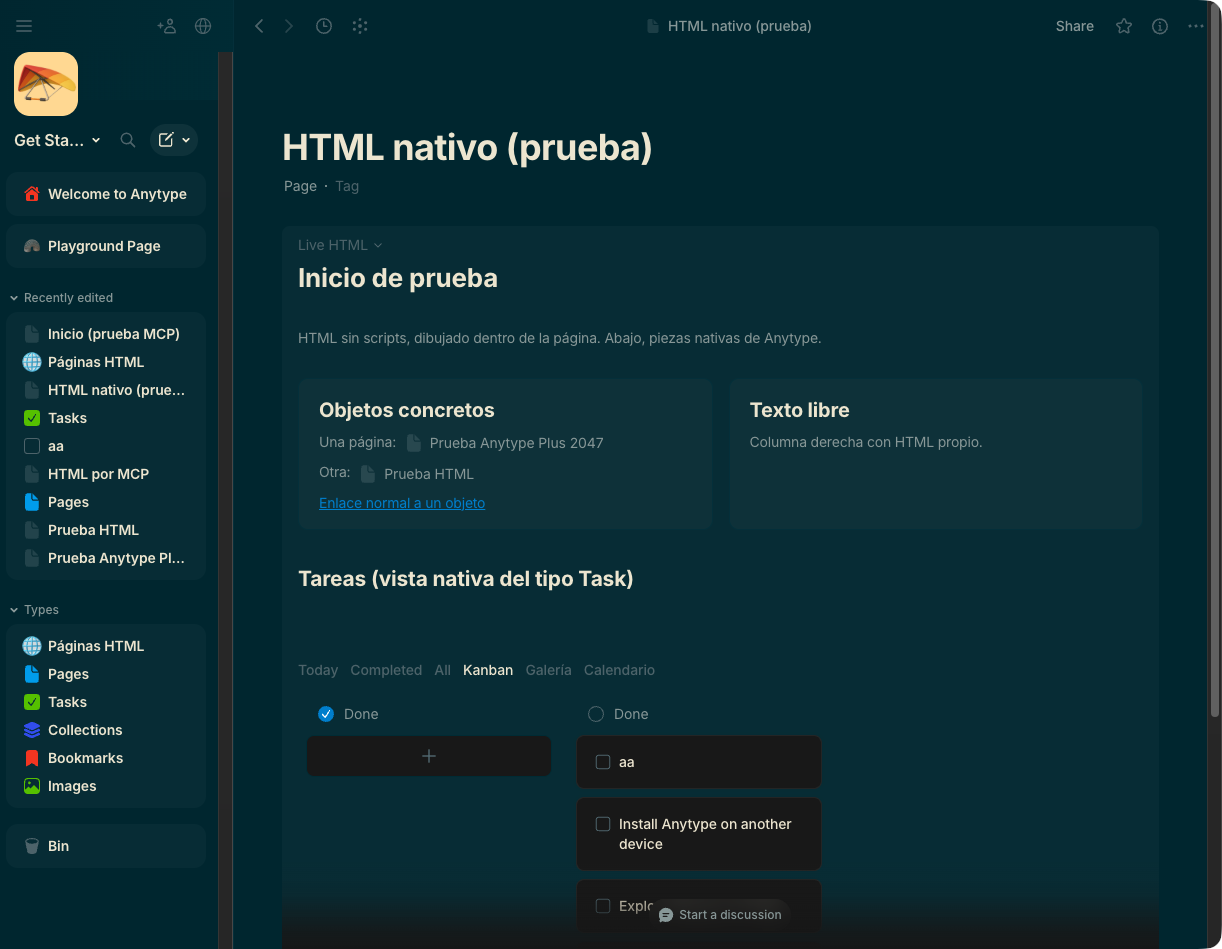 HTML nativo (prueba)
Share
Get Sta...
Welcome to Anytype
Playground Page
Recently edited
Inicio (prueba MCP)
Páginas HTML
HTML nativo (prue...
Tasks
aa
HTML por MCP
Pages
Prueba HTML
Prueba Anytype Pl...
Types
Páginas HTML
Pages
Tasks
Collections
Bookmarks
Images
Bin
HTML nativo (prueba)
Page · Tag
Live HTML
Inicio de prueba
HTML sin scripts, dibujado dentro de la página. Abajo, piezas nativas de Anytype.
Objetos concretos
Una página: Prueba Anytype Plus 2047
Otra: Prueba HTML
Enlace normal a un objeto
Texto libre
Columna derecha con HTML propio.
Tareas (vista nativa del tipo Task)
Today Completed All Kanban Galería Calendario
Done
Done
aa
Install Anytype on another
device
Start a discussion